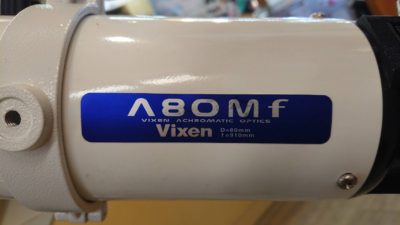 A80Mf
VIXEN ACHROMATIC OPTICS
Vixen D=80mm
f=910mm